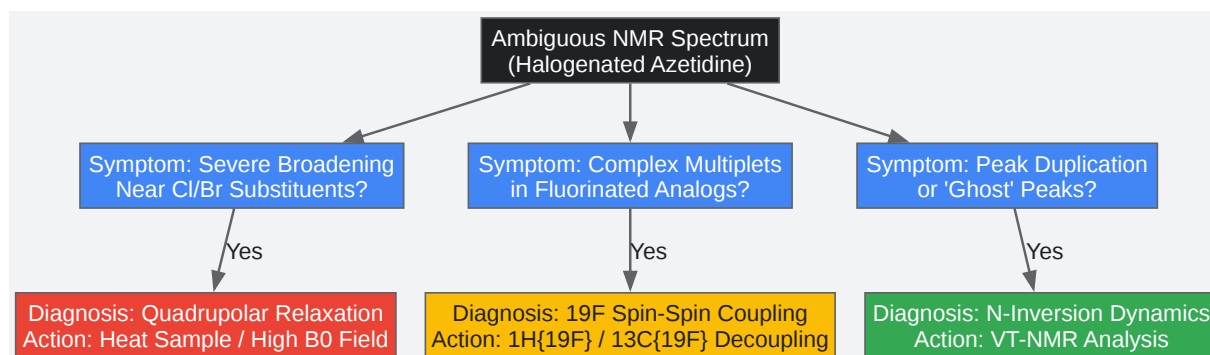 Ambiguous NMR Spectrum
(Halogenated Azetidine)
Symptom: Severe Broadening
Near Cl/Br Substituents?
Symptom: Complex Multiplets
in Fluorinated Analogs?
Symptom: Peak Duplication
or 'Ghost' Peaks?
Yes
Yes
Yes
Diagnosis: Quadrupolar Relaxation
Action: Heat Sample / High B0 Field
Diagnosis: 19F Spin-Spin Coupling
Action: 1H{19F} / 13C{19F} Decoupling
Diagnosis: N-Inversion Dynamics
Action: VT-NMR Analysis